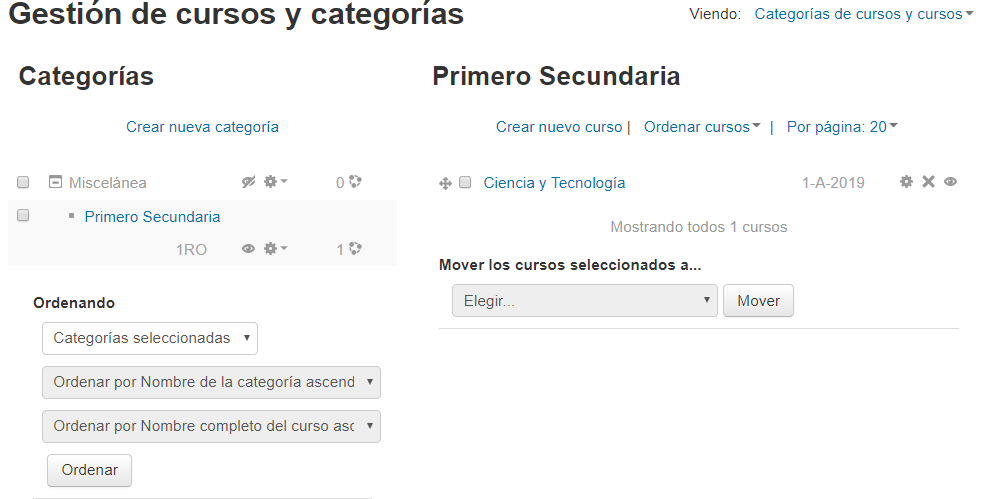 Gestión de cursos y categorías
Viendo: Categorías de cursos y cursos
Categorías
Crear nueva categoría
Miscelánea 0
Primero Secundaria
1RO 1
Ordenando
Categorías seleccionadas
Ordenar por Nombre de la categoría ascend
Ordenar por Nombre completo del curso asc
Ordenar
Primero Secundaria
Crear nuevo curso | Ordenar cursos | Por página: 20
Ciencia y Tecnología 1-A-2019
Mostrando todos 1 cursos
Mover los cursos seleccionados a...
Elegir... Mover